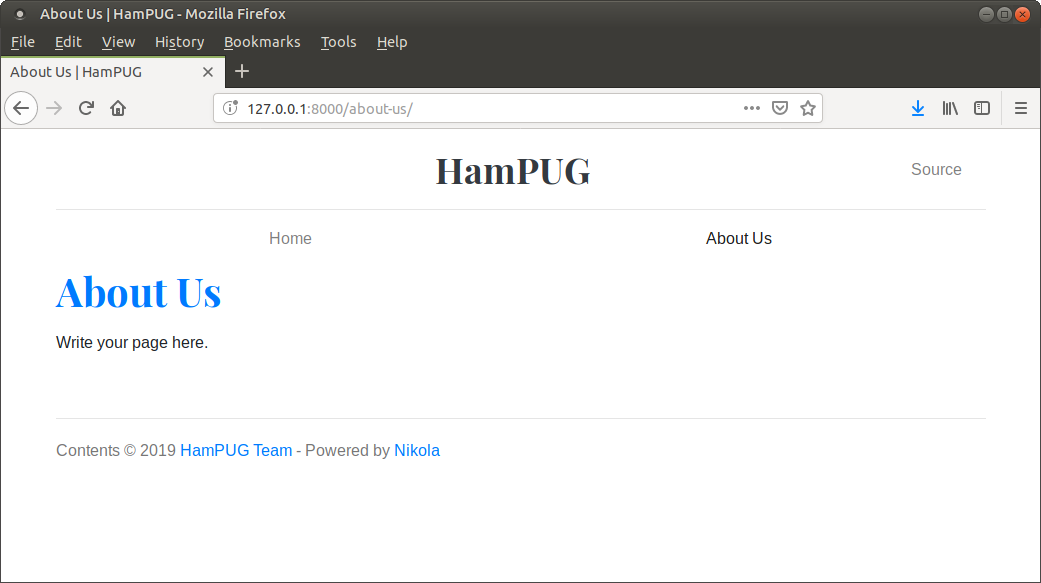 About Us | HamPUG - Mozilla Firefox
File Edit View History Bookmarks Tools Help
About Us | HamPUG
127.0.0.1:8000/about-us/
HamPUG
Source
Home
About Us
About Us
Write your page here.
Contents © 2019 HamPUG Team - Powered by Nikola